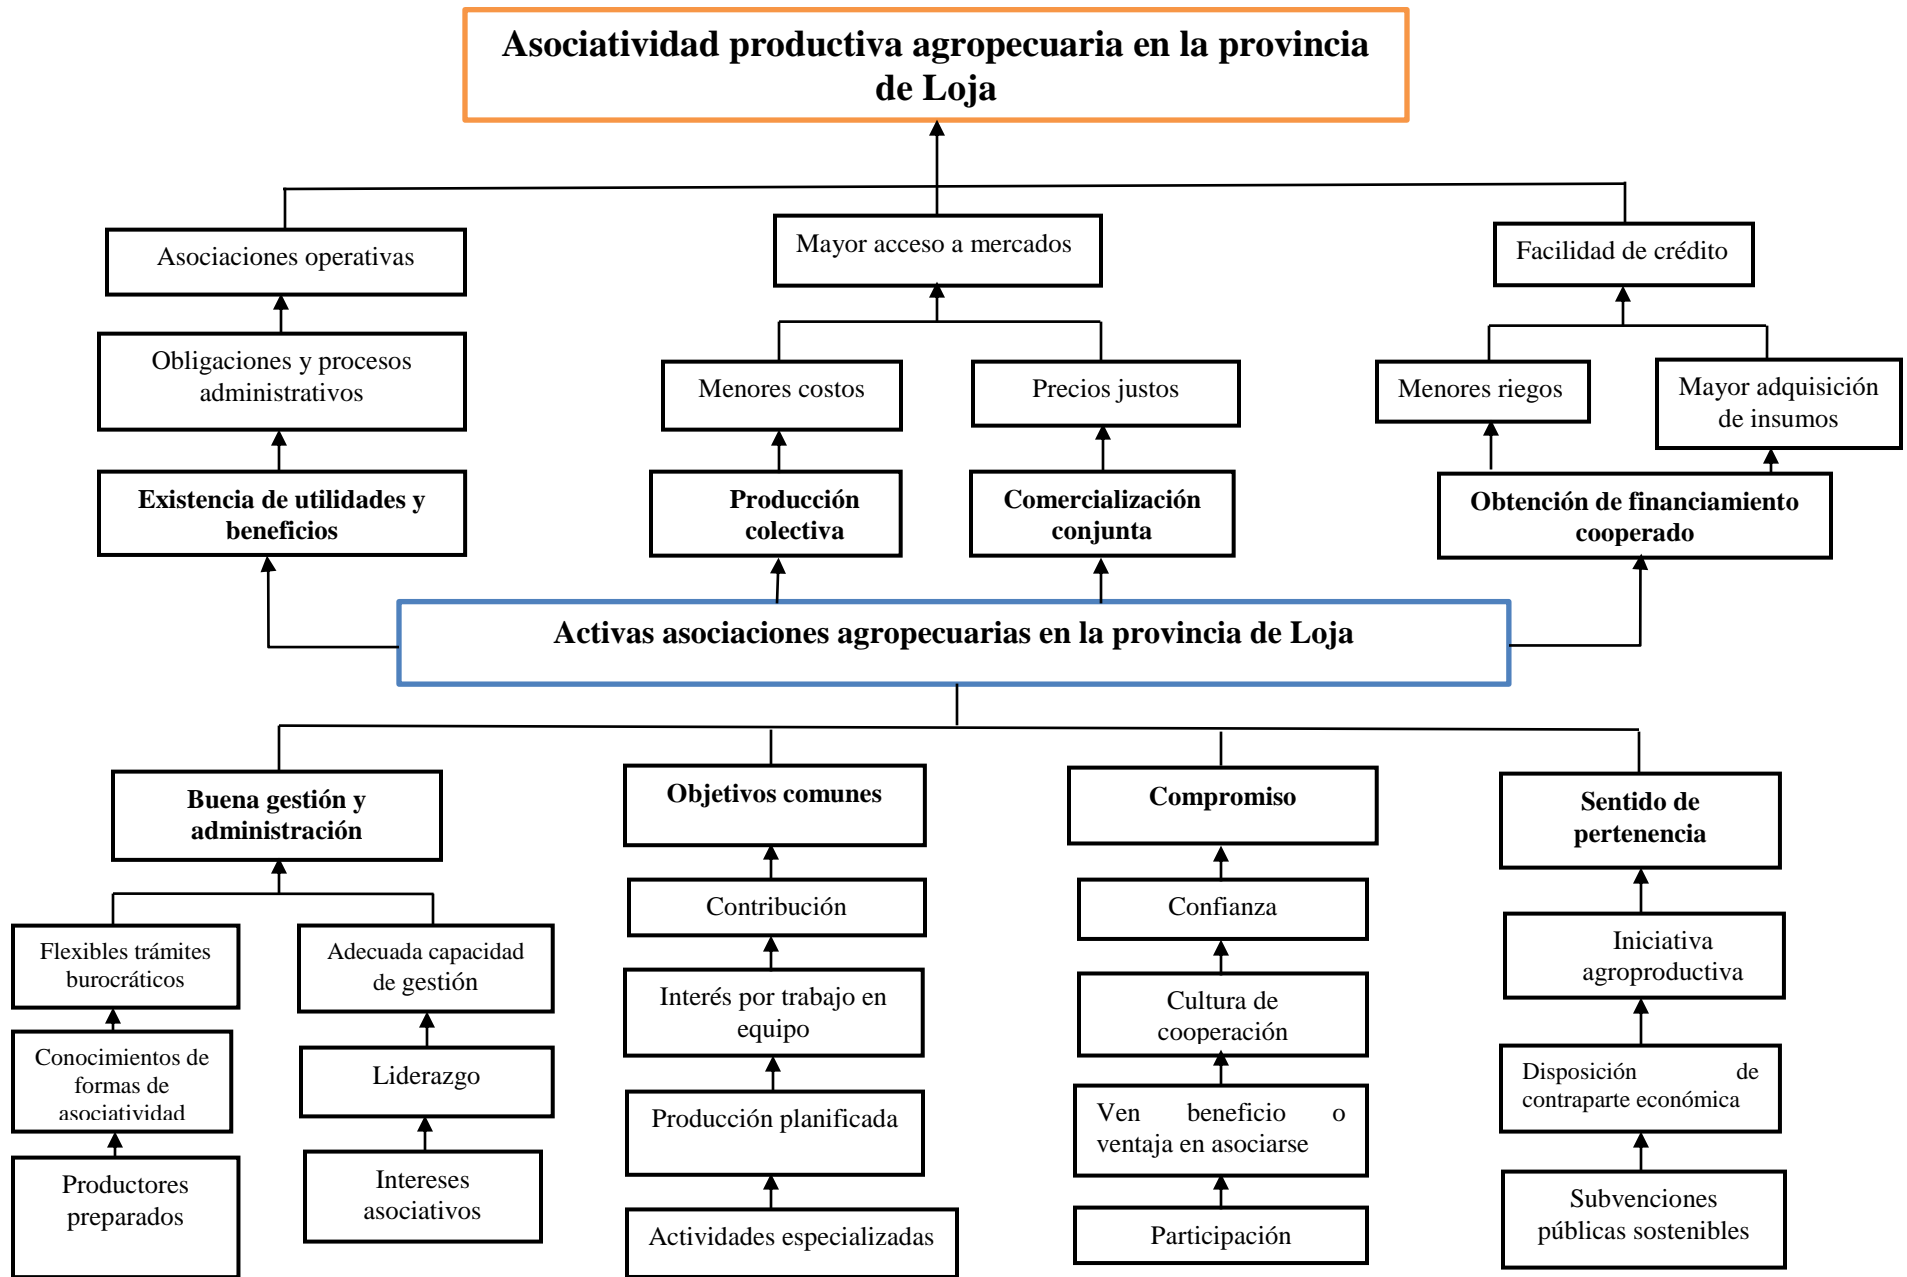 Asociatividad productiva agropecuaria en la provincia
de Loja
Asociaciones operativas
Mayor acceso a mercados
Facilidad de crédito
Obligaciones y procesos
administrativos
Menores costos
Precios justos
Menores riegos
Mayor adquisición
de insumos
Existencia de utilidades y
beneficios
Producción
colectiva
Comercialización
conjunta
Obtención de financiamiento
cooperado
Activas asociaciones agropecuarias en la provincia de Loja
Buena gestión y
administración
Objetivos comunes
Compromiso
Sentido de
pertenencia
Flexibles trámites
burocráticos
Adecuada capacidad
de gestión
Contribución
Confianza
Iniciativa
agroproductiva
Conocimientos de
formas de
asociatividad
Liderazgo
Interés por trabajo en
equipo
Cultura de
cooperación
Disposición de
contraparte económica
Productores
preparados
Intereses
asociativos
Producción planificada
Ven beneficio o
ventaja en asociarse
Subvenciones
públicas sostenibles
Actividades especializadas
Participación